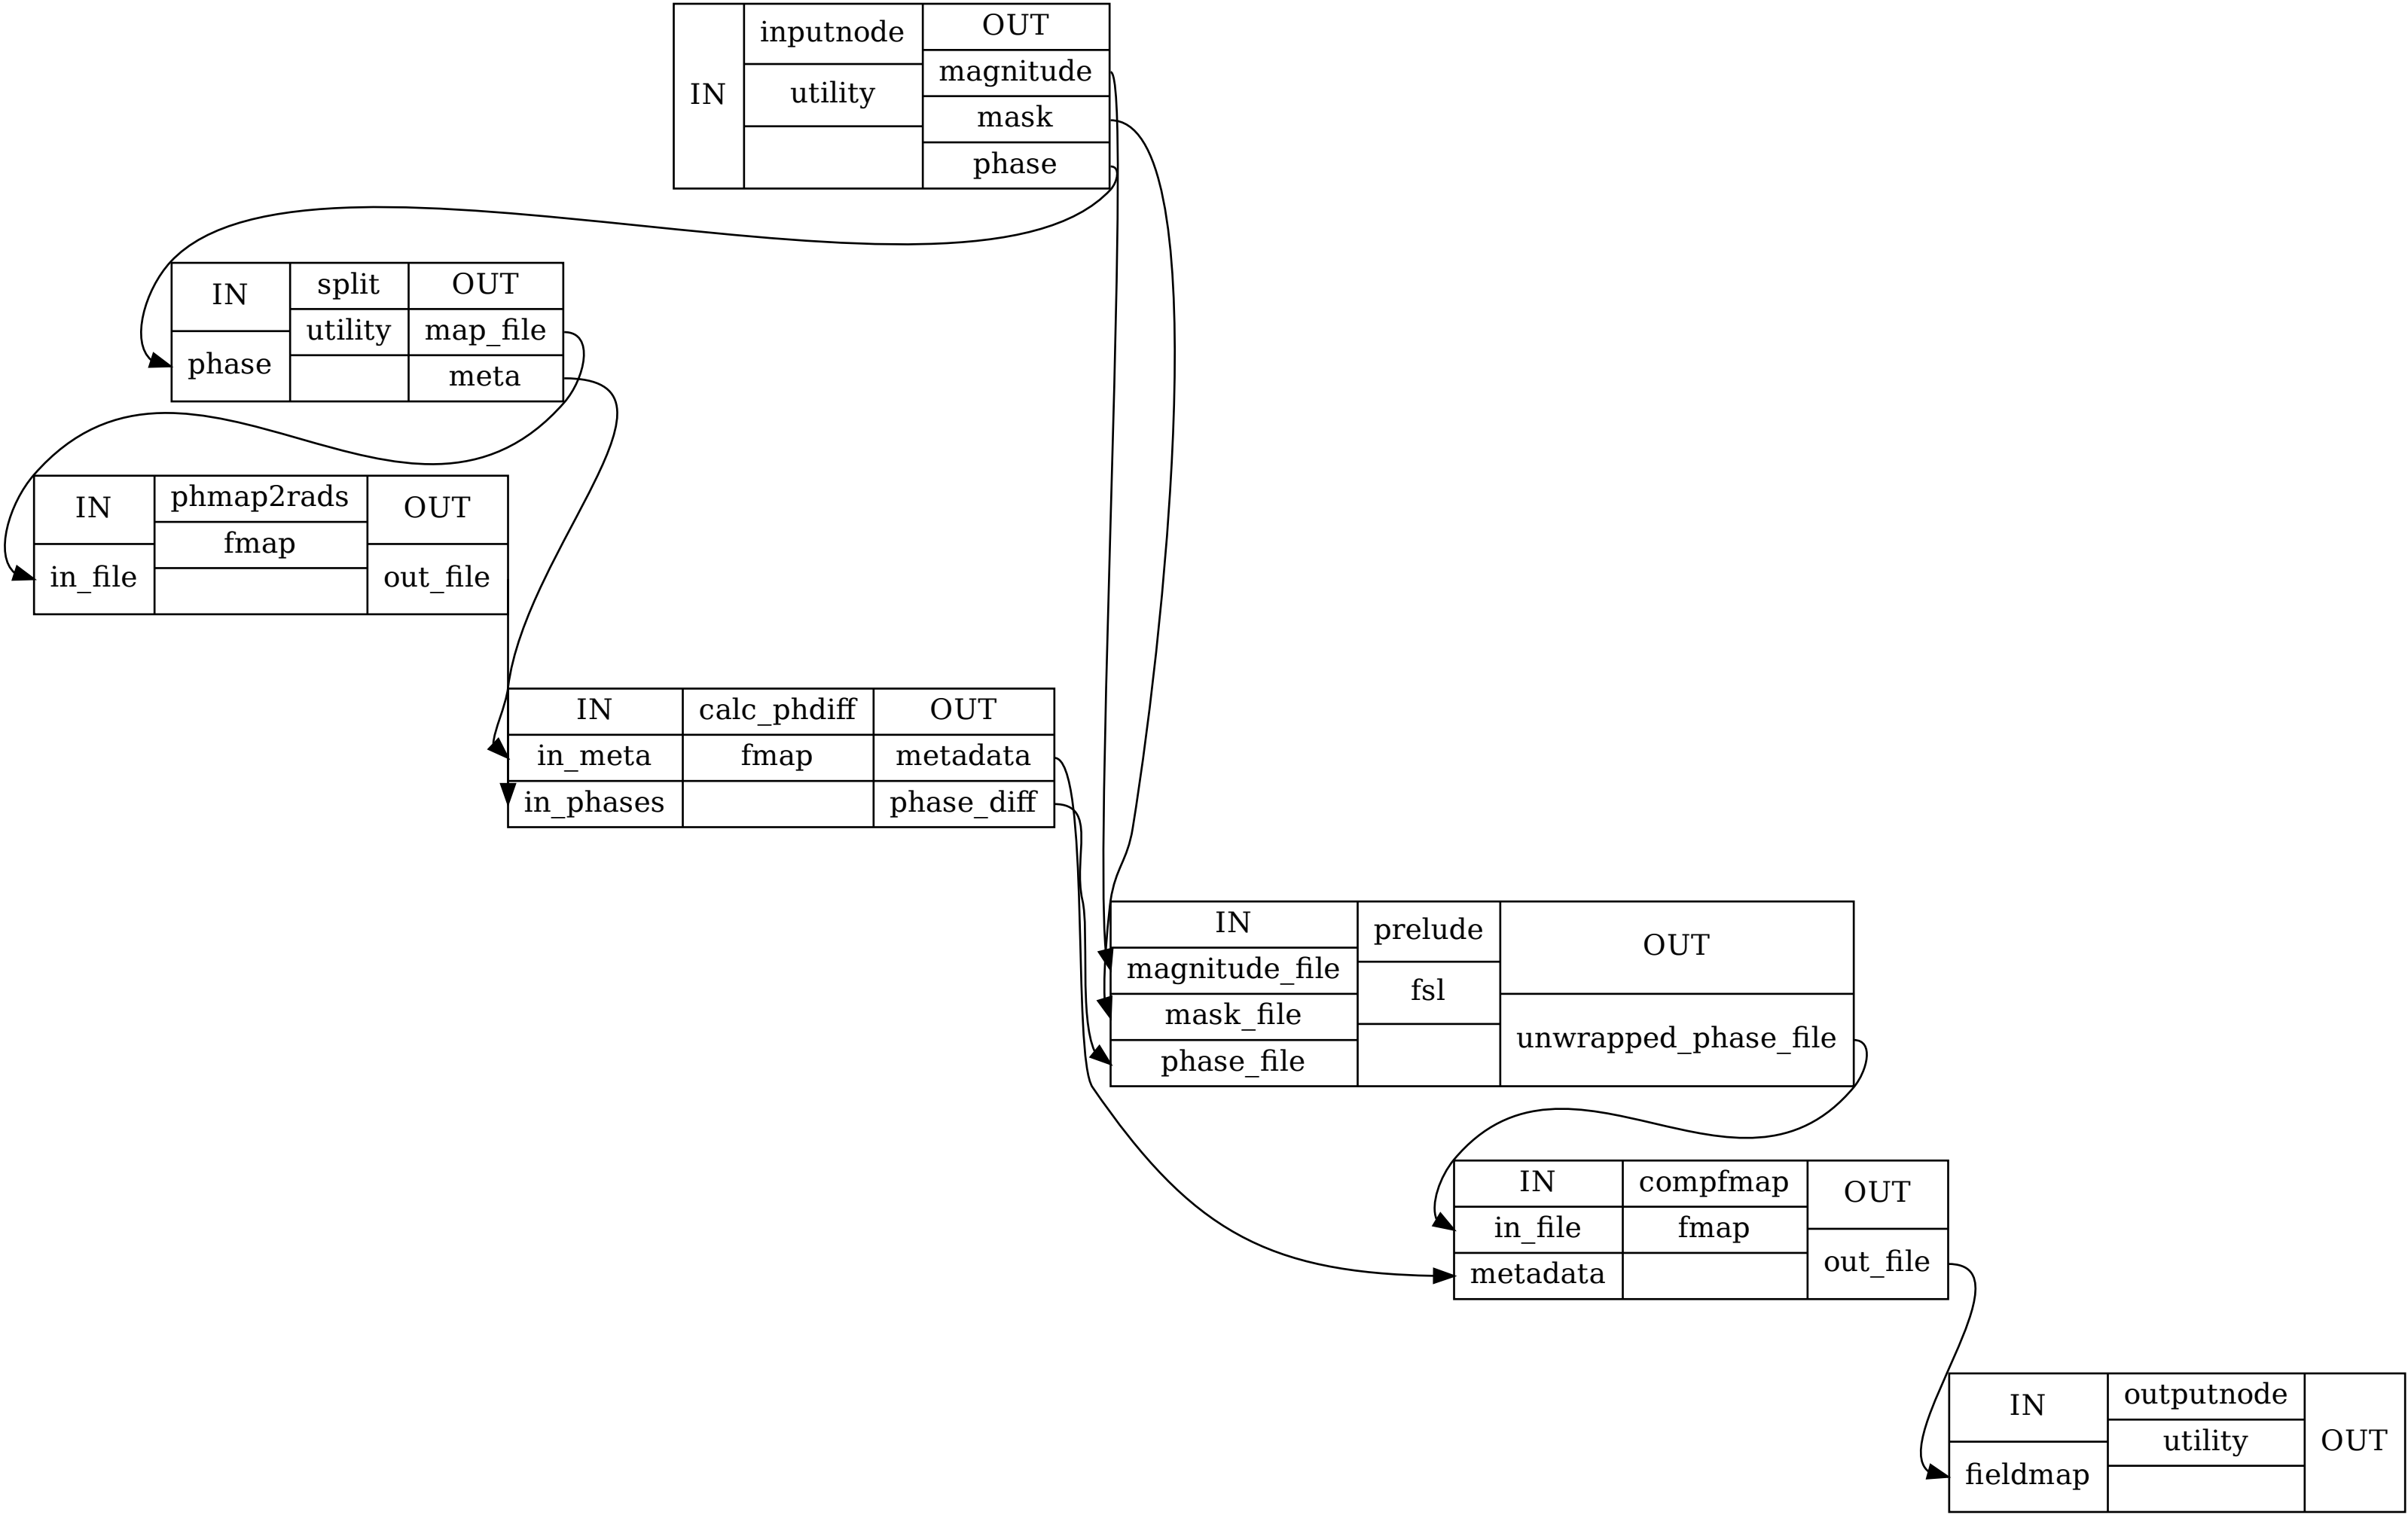 IN
inputnode
utility
OUT
magnitude
mask
phase
IN
phase
split
utility
OUT
map_file
meta
IN
in_file
phmap2rads
fmap
OUT
out_file
IN
in_meta
in_phases
calc_phdiff
fmap
OUT
metadata
phase_diff
IN
magnitude_file
mask_file
phase_file
prelude
fsl
OUT
unwrapped_phase_file
IN
in_file
metadata
compfmap
fmap
OUT
out_file
IN
fieldmap
outputnode
utility
OUT